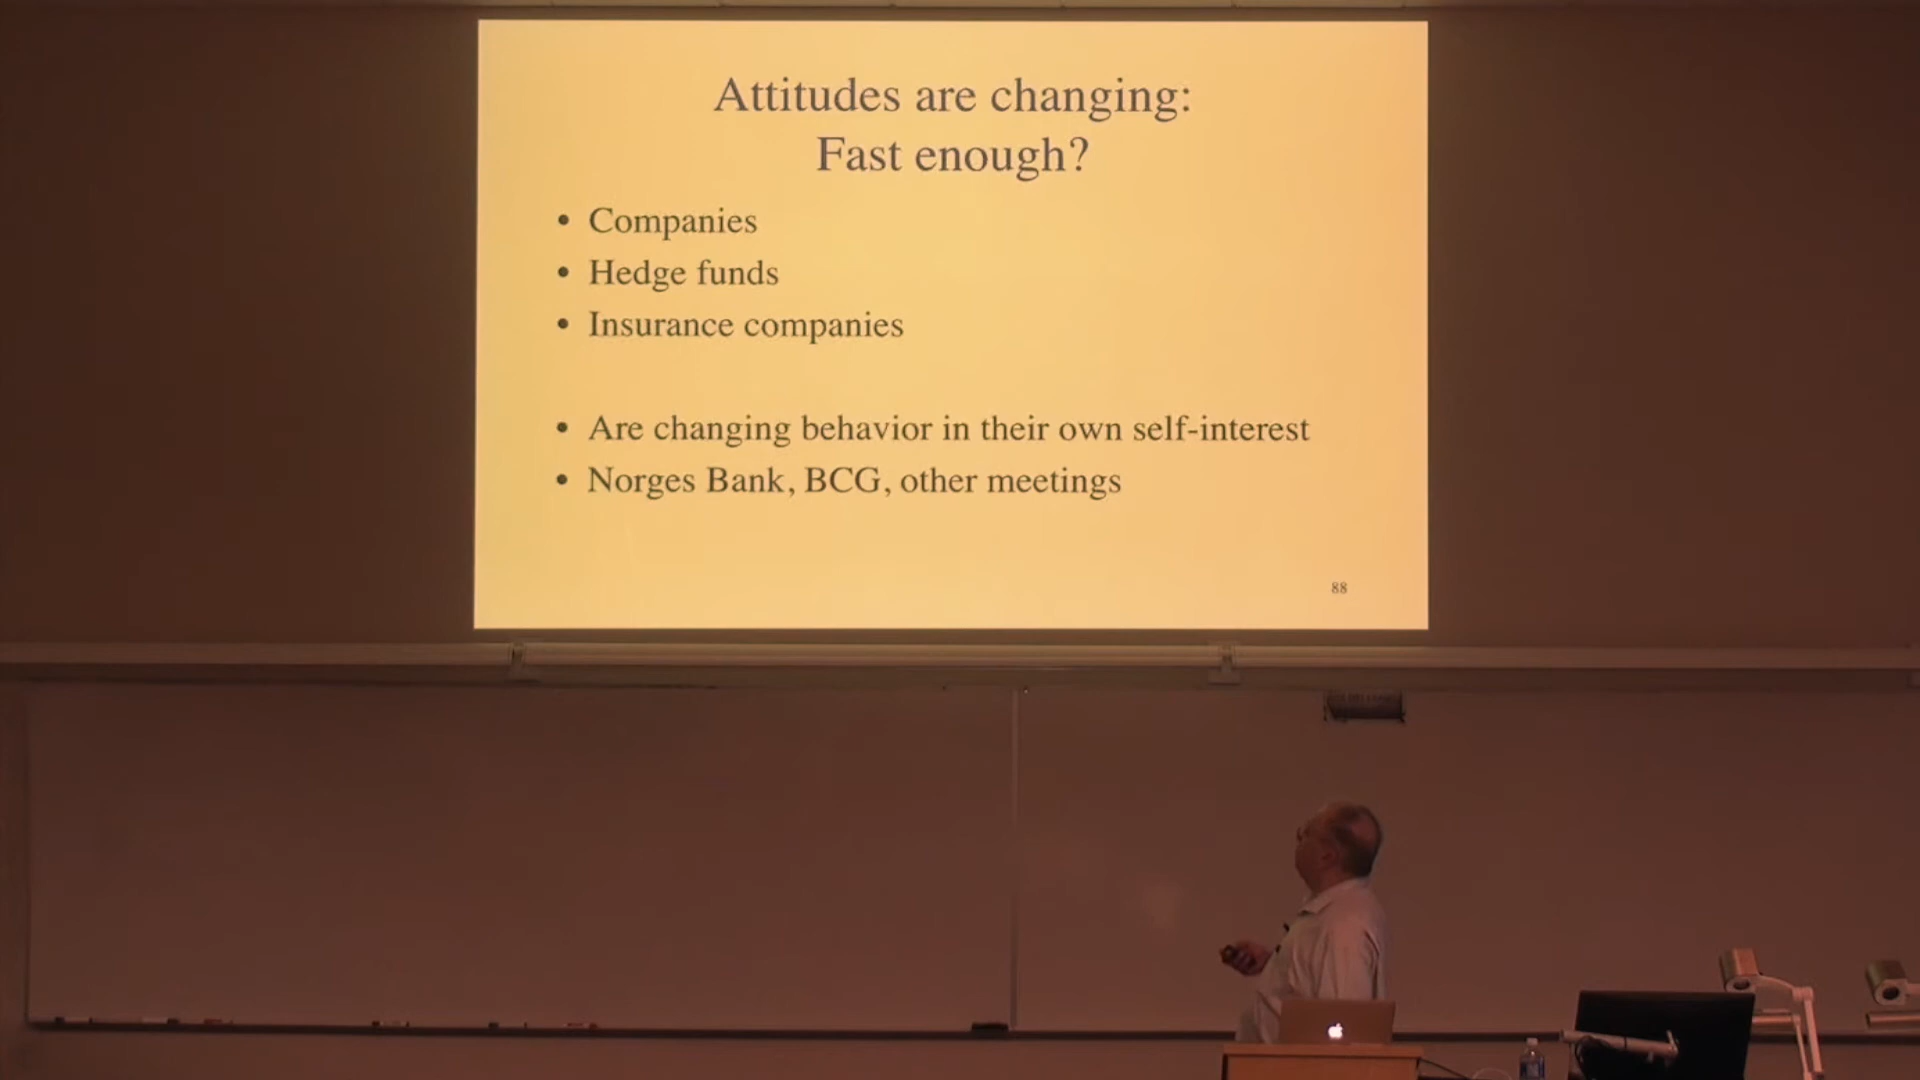 Attitudes are changing:
Fast enough?
• Companies
• Hedge funds
• Insurance companies
• Are changing behavior in their own self-interest
• Norges Bank, BCG, other meetings
88